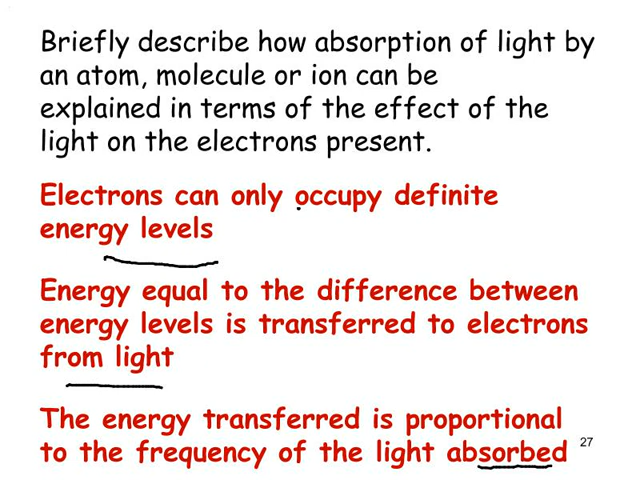 Briefly describe how absorption of light by
an atom, molecule or ion can be
explained in terms of the effect of the
light on the electrons present.
Electrons can only occupy definite
energy levels
Energy equal to the difference between
energy levels is transferred to electrons
from light
The energy transferred is proportional
to the frequency of the light absorbed
27